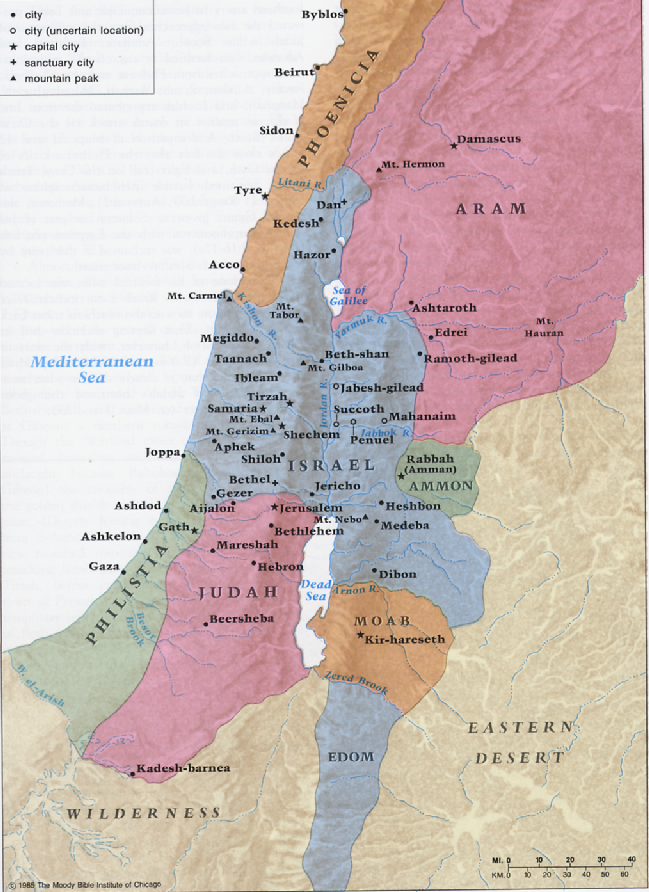 city
city (uncertain location)
capital city
sanctuary city
mountain peak
Byblos
Beirut
PHOENICIA
Sidon
Damascus
Mt. Hermon
Litani R.
Tyre
Dan
ARAM
Kedesh
Hazor
Acco
Sea of
Galilee
Mt. Carmel
Kishon R.
Mt.
Tabor
Ashtaroth
Yarmuk R.
Edrei
Mt.
Hauran
Megiddo
Mediterranean
Sea
Taanach
Beth-shan
Ramoth-gilead
Mt. Gilboa
Ibleam
Jabesh-gilead
Tirzah
Jordan R.
Samaria
Succoth
Mahanaim
Mt. Ebal
Mt. Gerizim
Shechem
Jabbok R.
Penuel
Aphek
Joppa
Shiloh
ISRAEL
Rabbah
(Amman)
AMMON
Bethel
Jericho
Gezer
Ashdod
Aijalon
Jerusalem
Heshbon
Gath
Mt. Nebo
Medeba
Bethlehem
Ashkelon
Mareshah
Gaza
Hebron
Dibon
PHILISTIA
JUDAH
Dead
Sea
Arnon R.
Besor
Brook
Beersheba
MOAB
Kir-hareseth
W. el-Arish
Zered Brook
EASTERN
DESERT
EDOM
Kadesh-barnea
WILDERNESS
MI. 0 10 20 30 40
KM. 0 10 20 30 40 50 60
© 1985 The Moody Bible Institute of Chicago